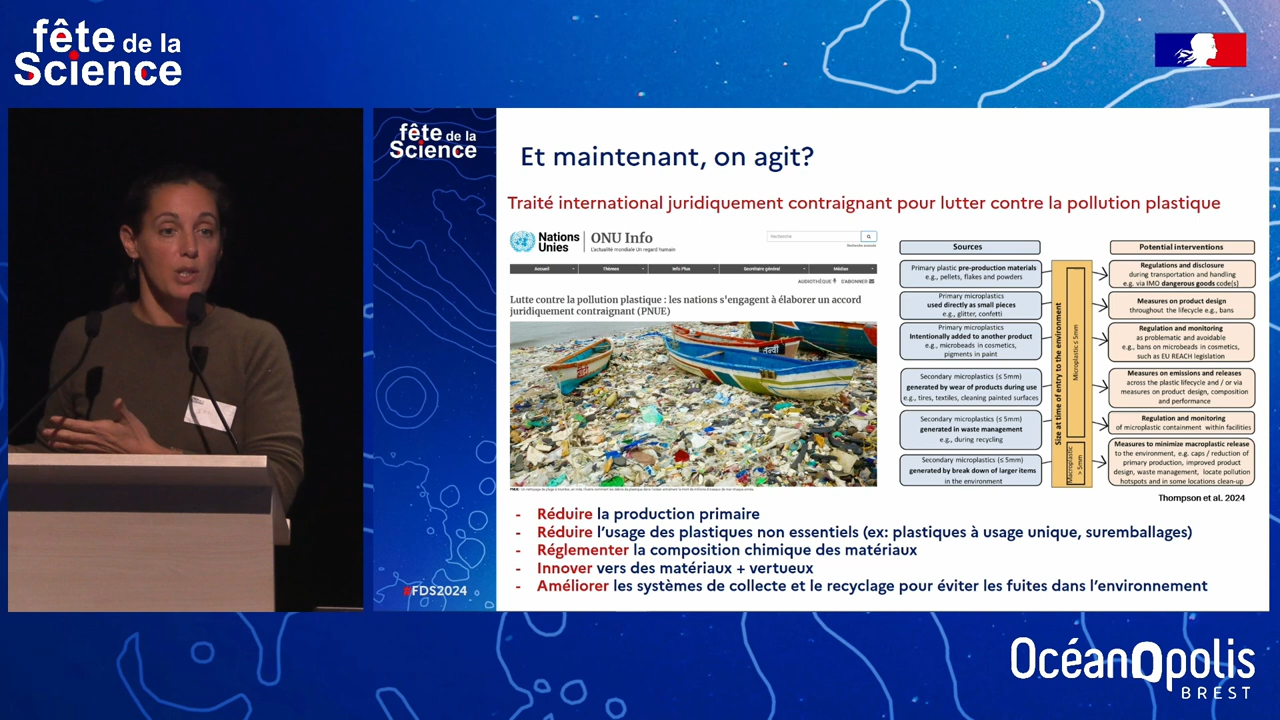 fête de la
Science
fête de la
Science
Et maintenant, on agit?
Traité international juridiquement contraignant pour lutter contre la pollution plastique
Nations
Unies
ONU Info
L'actualité mondiale Un regard humain
Recherche
Recherche avancée
Accueil
Thèmes
Info Plus
Secrétaire général
Médias
AUDIOTHÈQUE
S'ABONNER
Lutte contre la pollution plastique : les nations s'engagent à élaborer un accord
juridiquement contraignant (PNUE)
Sources
Primary plastic pre-production materials
e.g., pellets, flakes and powders
Primary microplastics
used directly as small pieces
e.g., glitter, confetti
Primary microplastics
Intentionally added to another product
e.g., microbeads in cosmetics,
pigments in paint
Secondary microplastics (≤ 5mm)
generated by wear of products during use
e.g., tires, textiles, cleaning painted surfaces
Secondary microplastics (≤ 5mm)
generated in waste management
e.g., during recycling
Secondary microplastics (≤ 5mm)
generated by break down of larger items
in the environment
Size at time of entry to the environment
Microplastic ≤ 5mm
Macroplastic
> 5mm
Potential interventions
Regulations and disclosure
during transportation and handling
e.g. via IMO dangerous goods code(s)
Measures on product design
throughout the lifecycle e.g., bans
Regulation and monitoring
as problematic and avoidable
e.g., bans on microbeads in cosmetics,
such as EU REACH legislation
Measures on emissions and releases
across the plastic lifecycle and / or via
measures on product design, composition
and performance
Regulation and monitoring
of microplastic containment within facilities
Measures to minimize macroplastic release
to the environment, e.g. caps / reduction of
primary production, improved product
design, waste management, locate pollution
hotspots and in some locations clean-up
Thompson et al. 2024
- Réduire la production primaire
- Réduire l'usage des plastiques non essentiels (ex: plastiques à usage unique, suremballages)
- Réglementer la composition chimique des matériaux
- Innover vers des matériaux + vertueux
- Améliorer les systèmes de collecte et le recyclage pour éviter les fuites dans l'environnement
#FDS2024
OcéanOpolis
BREST